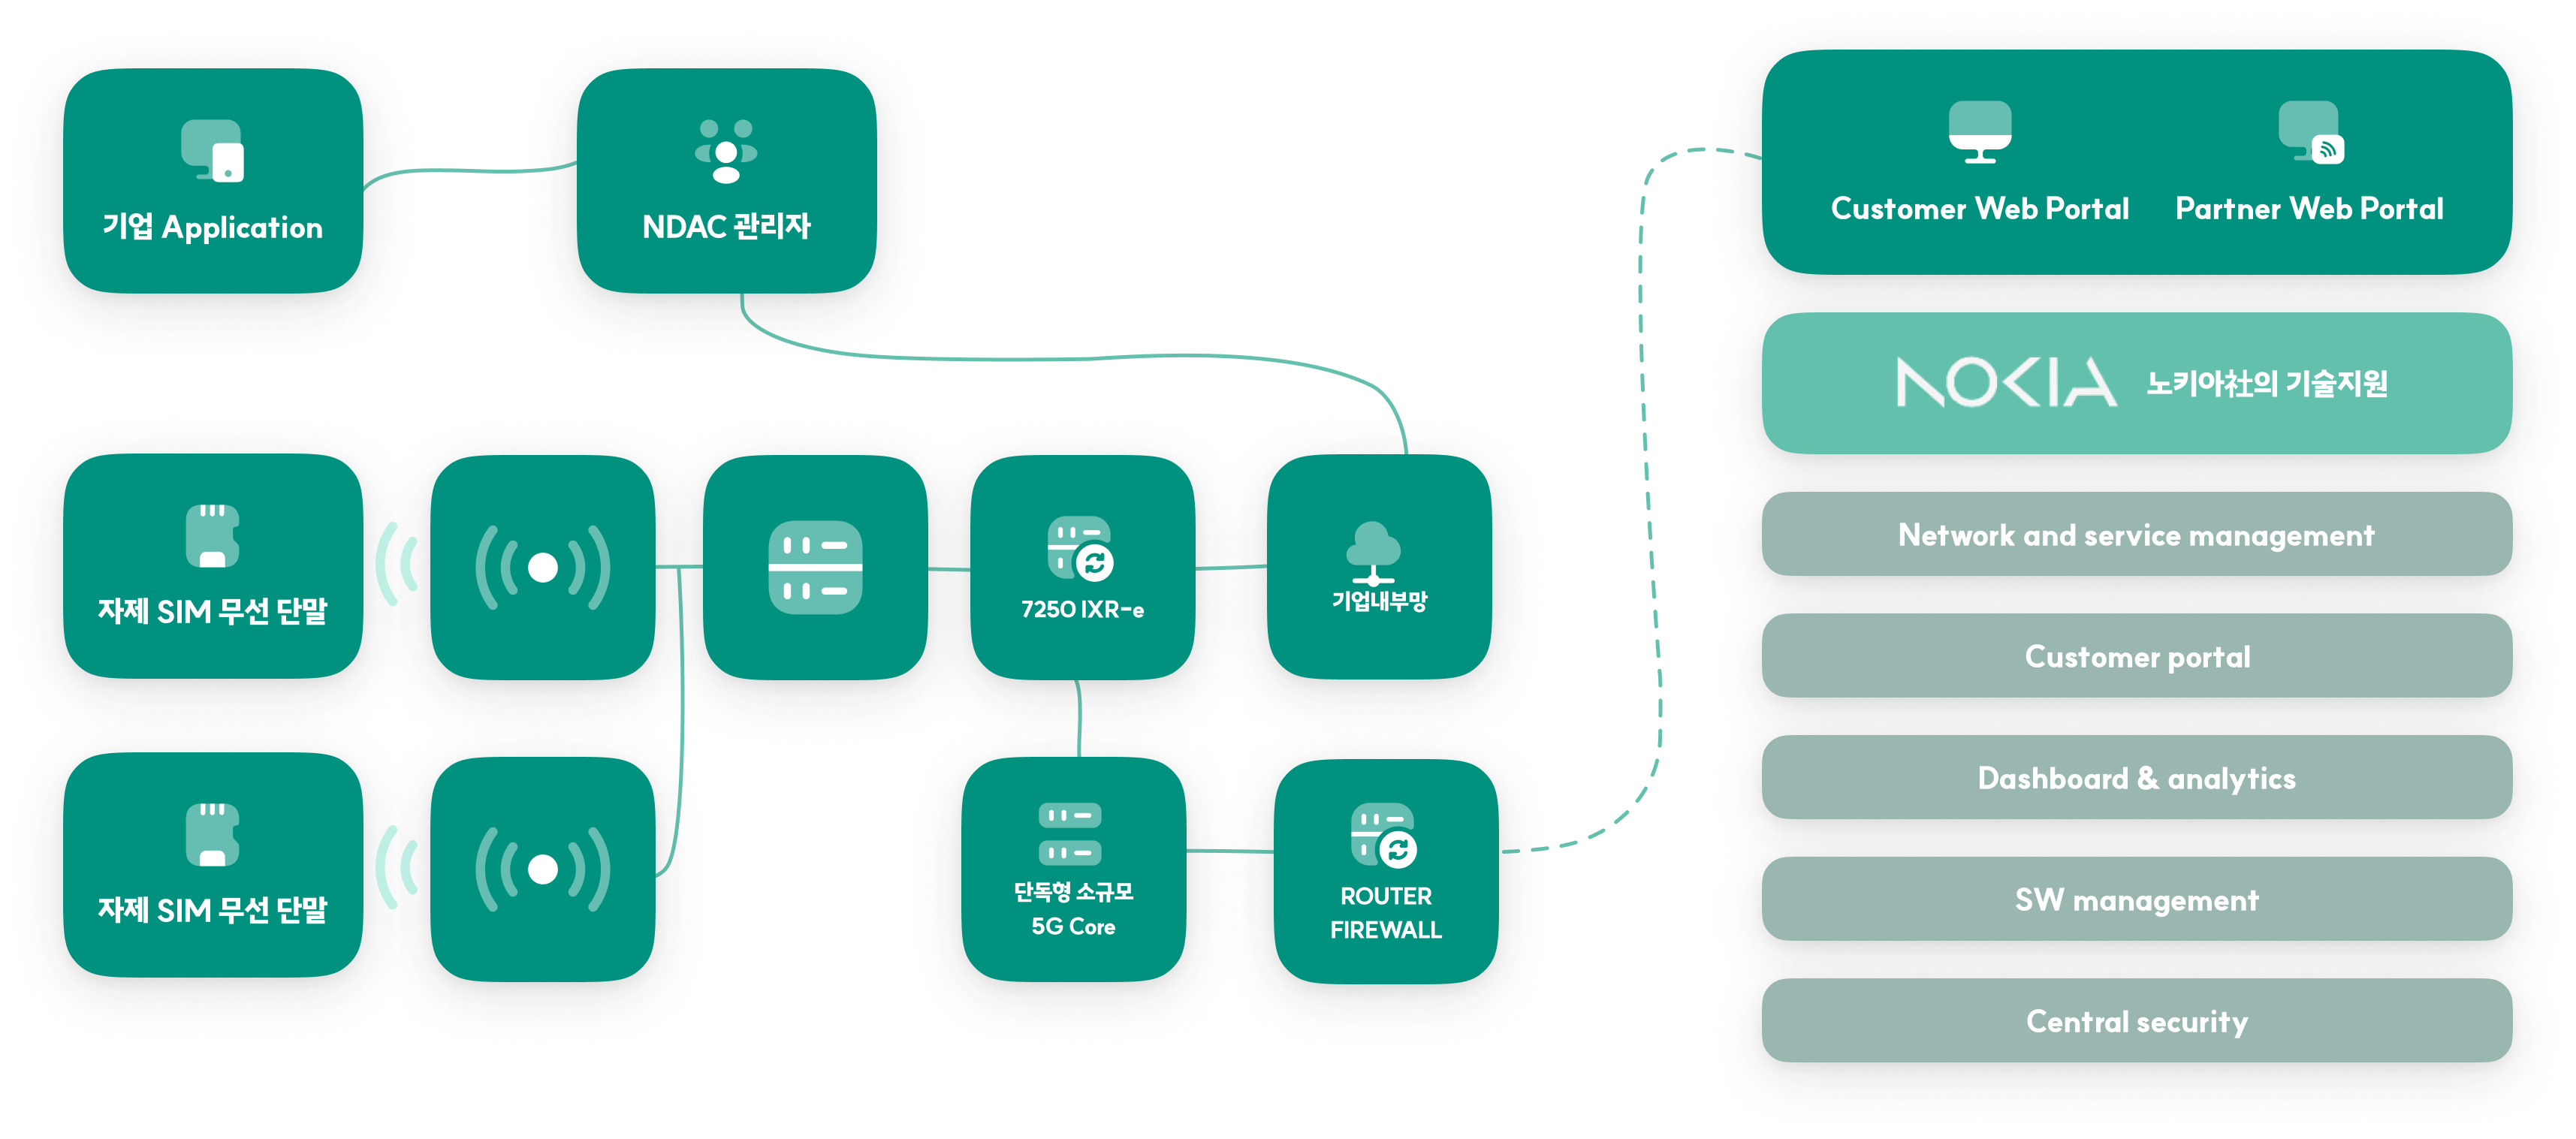 기업 Application
NDAC 관리자
Customer Web Portal
Partner Web Portal
NOKIA
노키아社의 기술지원
자제 SIM 무선 단말
7250 IXR-e
기업내부망
Network and service management
Customer portal
Dashboard & analytics
자제 SIM 무선 단말
단독형 소규모
5G Core
ROUTER
FIREWALL
SW management
Central security